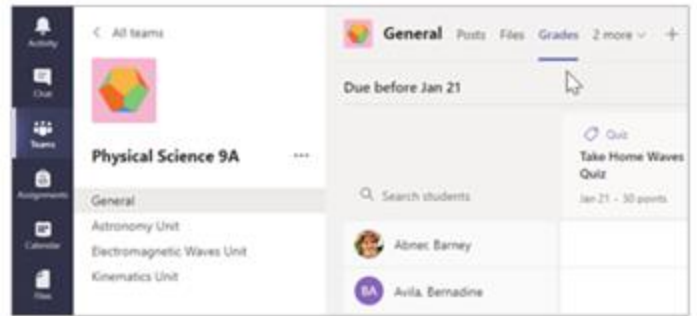 Activity
Chat
Teams
Assignments
Calendar
Files
All teams
Physical Science 9A
General
Astronomy Unit
Electromagnetic Waves Unit
Kinematics Unit
General Posts Files Grades 2 more +
Due before Jan 21
Search students
Quiz
Take Home Waves
Quiz
Jan 21 - 30 points
Abner, Barney
BA Avila, Bernadine